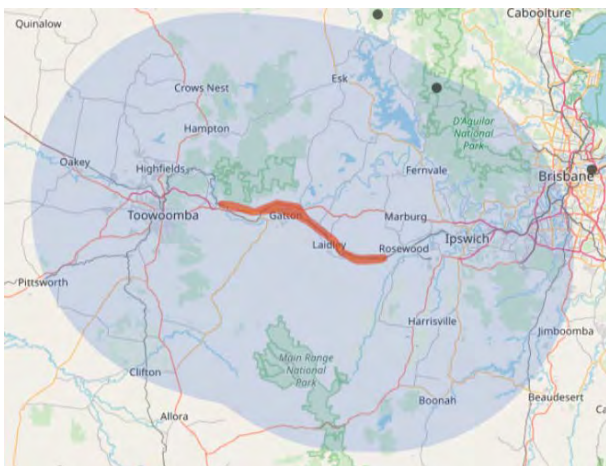 Caboolture
Quinalow
Esk
Crows Nest
D'Aguilar
National
Park
Hampton
Oakey
Highfields
Fernvale
Brisbane
Toowoomba
Gatton
Marburg
Ipswich
Laidley
Rosewood
Pittsworth
Harrisville
Jimboomba
Main Range
National
Park
Clifton
Boonah
Beaudesert
Allora
Ca